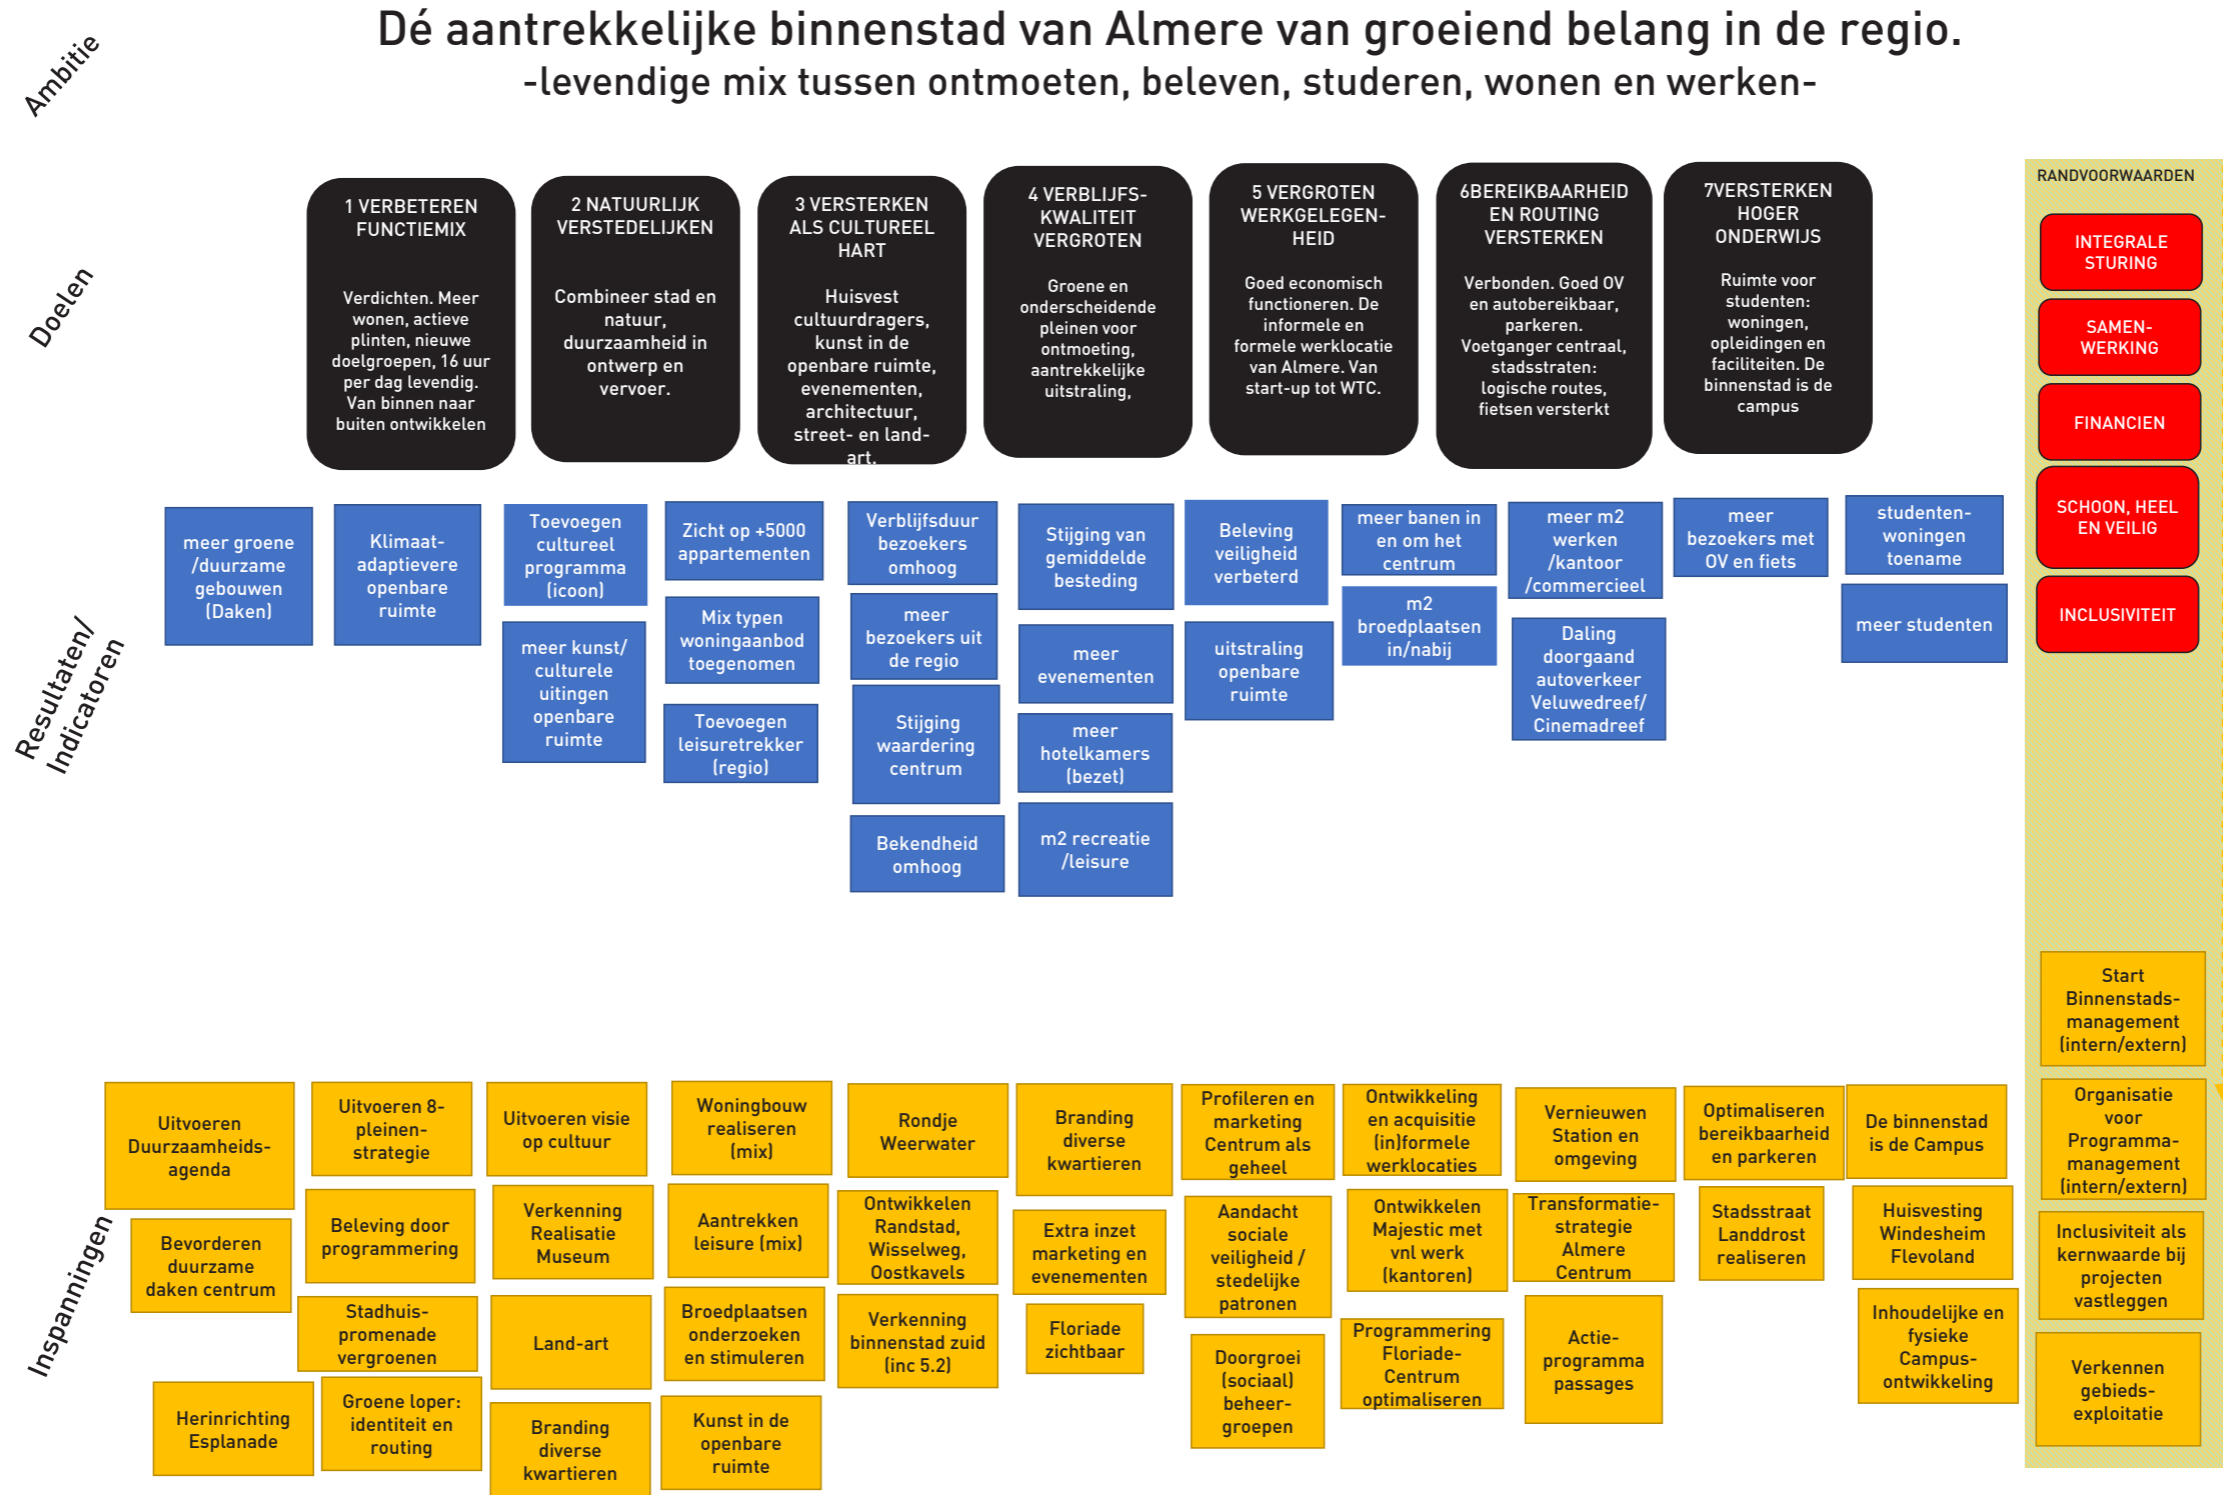 Ambitie
Dé aantrekkelijke binnenstad van Almere van groeiend belang in de regio.
-levendige mix tussen ontmoeten, beleven, studeren, wonen en werken-
Doelen
1 VERBETEREN
FUNCTIEMIX
Verdichten. Meer
wonen, actieve
plinten, nieuwe
doelgroepen, 16 uur
per dag levendig.
Van binnen naar
buiten ontwikkelen
2 NATUURLIJK
VERSTEDELIJKEN
Combineer stad en
natuur,
duurzaamheid in
ontwerp en
vervoer.
3 VERSTERKEN
ALS CULTUREEL
HART
Huisvest
cultuurdragers,
kunst in de
openbare ruimte,
evenementen,
architectuur,
street- en land-
art.
4 VERBLIJFS-
KWALITEIT
VERGROTEN
Groene en
onderscheidende
pleinen voor
ontmoeting,
aantrekkelijke
uitstraling,
5 VERGROTEN
WERKGELEGEN-
HEID
Goed economisch
functioneren. De
informele en
formele werklocatie
van Almere. Van
start-up tot WTC.
6BEREIKBAARHEID
EN ROUTING
VERSTERKEN
Verbonden. Goed OV
en autobereikbaar,
parkeren.
Voetganger centraal,
stadsstraten:
logische routes,
fietsen versterkt
7VERSTERKEN
HOGER
ONDERWIJS
Ruimte voor
studenten:
woningen,
opleidingen en
faciliteiten. De
binnenstad is de
campus
RANDVOORWAARDEN
INTEGRALE
STURING
SAMEN-
WERKING
FINANCIEN
SCHOON, HEEL
EN VEILIG
INCLUSIVITEIT
Resultaten/
Indicatoren
meer groene
/duurzame
gebouwen
(Daken)
Klimaat-
adaptievere
openbare
ruimte
Toevoegen
cultureel
programma
(icoon)
meer kunst/
culturele
uitingen
openbare
ruimte
Zicht op +5000
appartementen
Mix typen
woningaanbod
toegenomen
Toevoegen
leisuretrekker
(regio)
Verblijfsduur
bezoekers
omhoog
meer
bezoekers uit
de regio
Stijging
waardering
centrum
Bekendheid
omhoog
Stijging van
gemiddelde
besteding
meer
evenementen
meer
hotelkamers
(bezet)
m2 recreatie
/leisure
Beleving
veiligheid
verbeterd
uitstraling
openbare
ruimte
meer banen in
en om het
centrum
m2
broedplaatsen
in/nabij
meer m2
werken
/kantoor
/commercieel
Daling
doorgaand
autoverkeer
Veluwedreef/
Cinemadreef
meer
bezoekers met
OV en fiets
studenten-
woningen
toename
meer studenten
Inspanningen
Uitvoeren
Duurzaamheids-
agenda
Bevorderen
duurzame
daken centrum
Herinrichting
Esplanade
Uitvoeren 8-
pleinen-
strategie
Beleving door
programmering
Stadhuis-
promenade
vergroenen
Groene loper:
identiteit en
routing
Uitvoeren visie
op cultuur
Verkenning
Realisatie
Museum
Land-art
Branding
diverse
kwartieren
Woningbouw
realiseren
(mix)
Aantrekken
leisure (mix)
Broedplaatsen
onderzoeken
en stimuleren
Kunst in de
openbare
ruimte
Rondje
Weerwater
Ontwikkelen
Randstad,
Wisselweg,
Oostkavels
Verkenning
binnenstad zuid
(inc 5.2)
Branding
diverse
kwartieren
Extra inzet
marketing en
evenementen
Floriade
zichtbaar
Profileren en
marketing
Centrum als
geheel
Aandacht
sociale
veiligheid /
stedelijke
patronen
Doorgroei
(sociaal)
beheer-
groepen
Ontwikkeling
en acquisitie
(in)formele
werklocaties
Ontwikkelen
Majestic met
vnl werk
(kantoren)
Programmering
Floriade-
Centrum
optimaliseren
Vernieuwen
Station en
omgeving
Transformatie-
strategie
Almere
Centrum
Actie-
programma
passages
Optimaliseren
bereikbaarheid
en parkeren
Stadsstraat
Landdrost
realiseren
De binnenstad
is de Campus
Huisvesting
Windesheim
Flevoland
Inhoudelijke en
fysieke
Campus-
ontwikkeling
Start
Binnenstads-
management
(intern/extern)
Organisatie
voor
Programma-
management
(intern/extern)
Inclusiviteit als
kernwaarde bij
projecten
vastleggen
Verkennen
gebieds-
exploitatie